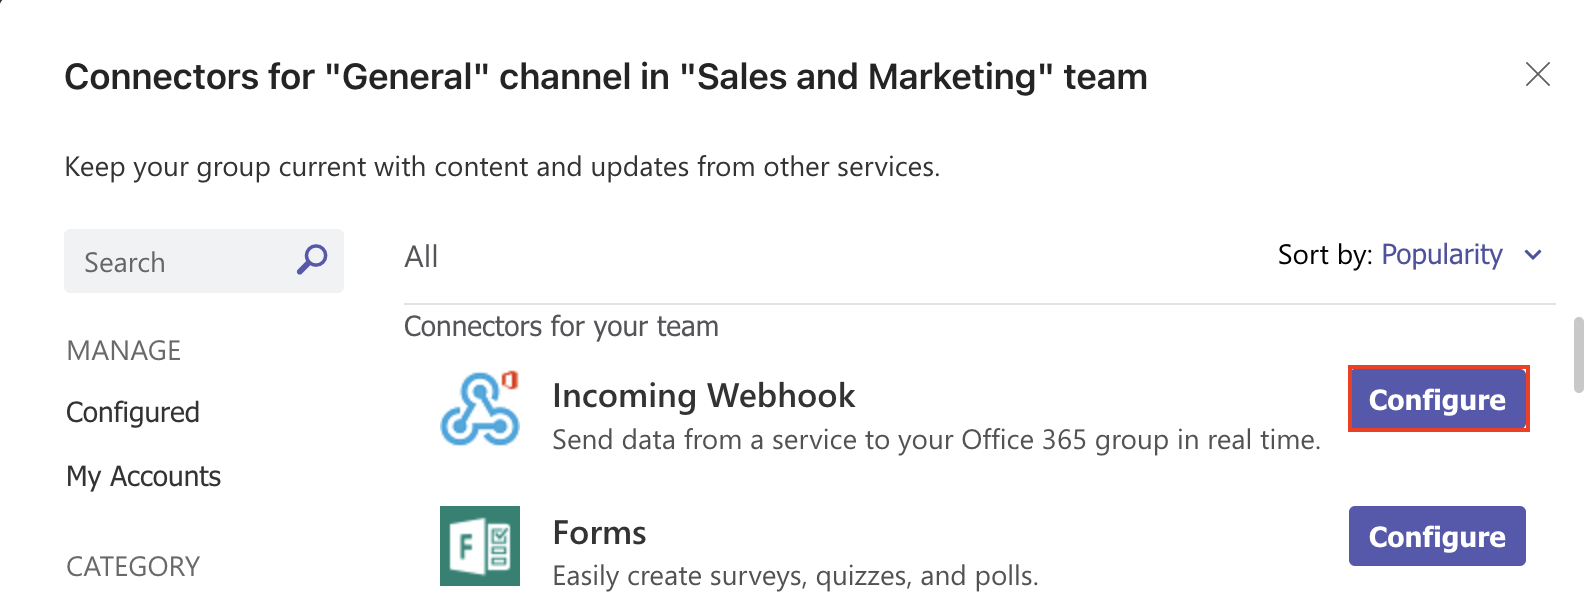 Connectors for "General" channel in "Sales and Marketing" team
Keep your group current with content and updates from other services.
Search
All
Sort by: Popularity
MANAGE
Configured
My Accounts
CATEGORY
Connectors for your team
Incoming Webhook
Send data from a service to your Office 365 group in real time.
Configure
F
Forms
Easily create surveys, quizzes, and polls.
Configure